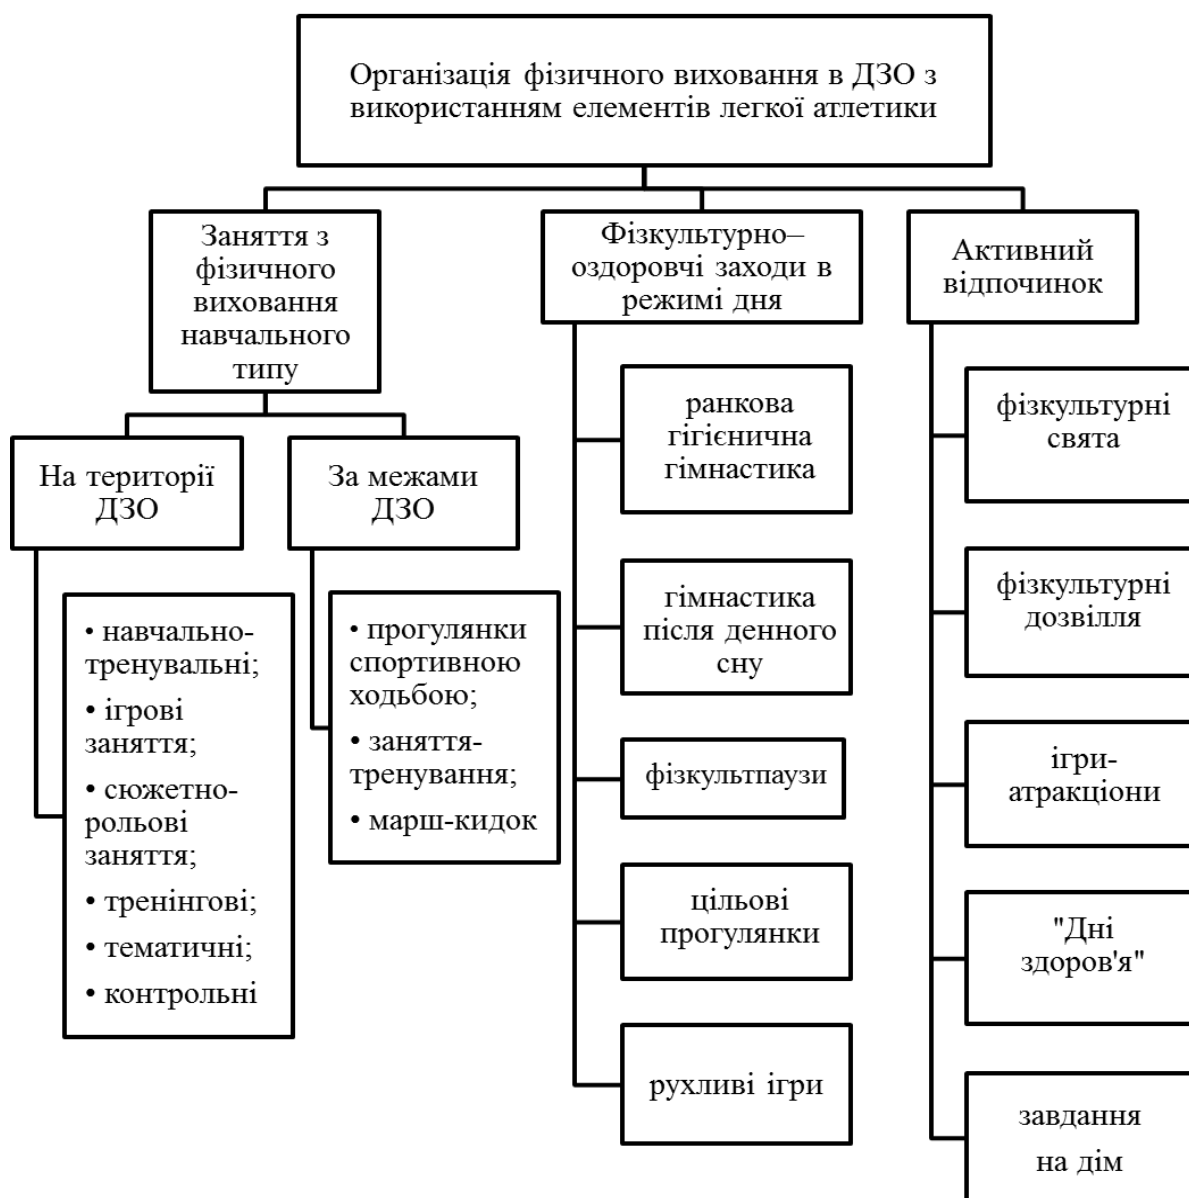 Організація фізичного виховання в ДЗО з
використанням елементів легкої атлетики
Заняття з
фізичного
виховання
навчального
типу
На території
ДЗО
• навчально-
тренувальні;
• ігрові
заняття;
• сюжетно-
рольові
заняття;
• тренінгові;
• тематичні;
• контрольні
За межами
ДЗО
• прогулянки
спортивною
ходьбою;
• заняття-
тренування;
• марш-кидок
Фізкультурно–
оздоровчі заходи в
режимі дня
ранкова
гігієнична
гімнастика
гімнастика
після денного
сну
фізкультпаузи
цільові
прогулянки
рухливі ігри
Активний
відпочинок
фізкультурні
свята
фізкультурні
дозвілля
ігри-
атракціони
"Дні
здоров'я"
завдання
на дім